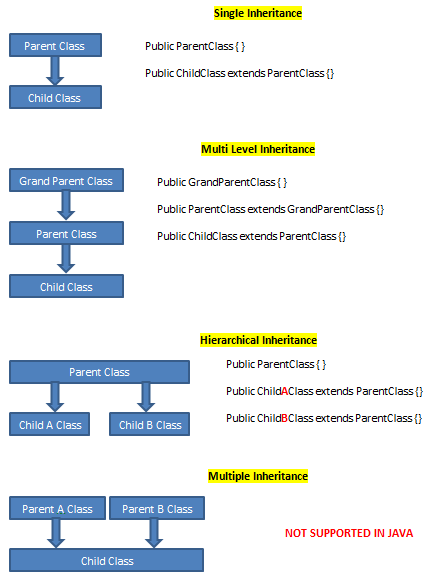 Single Inheritance
Parent Class
Public ParentClass { }
Public ChildClass extends ParentClass {}
Child Class
Multi Level Inheritance
Grand Parent Class
Public GrandParentClass { }
Public ParentClass extends GrandParentClass {}
Parent Class
Public ChildClass extends ParentClass {}
Child Class
Hierarchical Inheritance
Parent Class
Public ParentClass { }
Public ChildAClass extends ParentClass {}
Child A Class
Child B Class
Public ChildBClass extends ParentClass {}
Multiple Inheritance
Parent A Class
Parent B Class
NOT SUPPORTED IN JAVA
Child Class